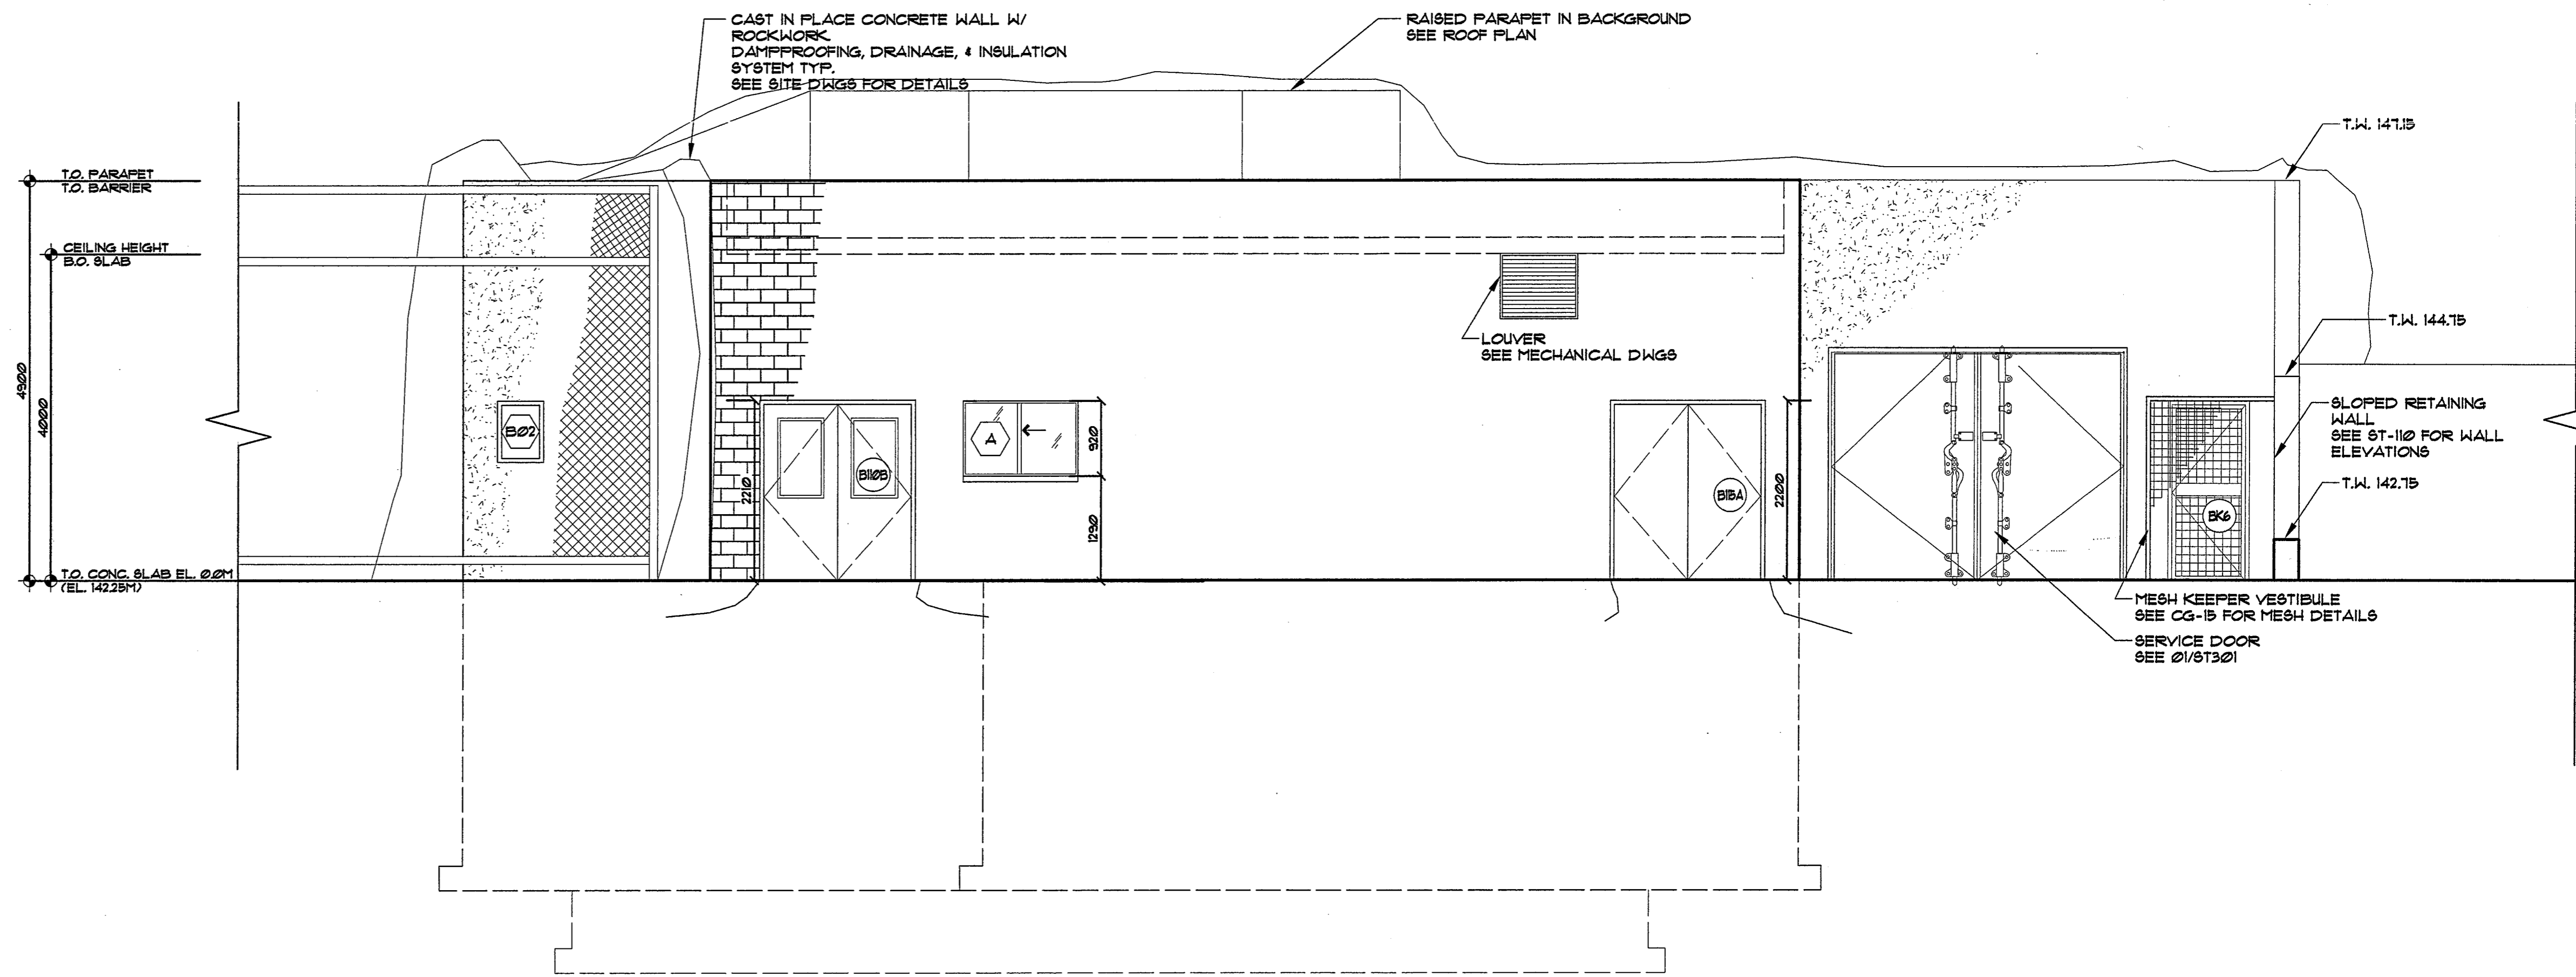 CAST IN PLACE CONCRETE WALL W/
ROCKWORK
DAMPPROOFING, DRAINAGE, & INSULATION
SYSTEM TYP.
SEE SITE DWGS FOR DETAILS
RAISED PARAPET IN BACKGROUND
SEE ROOF PLAN
T.W. 147.15
T.O. PARAPET
T.O. BARRIER
CEILING HEIGHT
B.O. SLAB
4900
4000
T.O. CONC. SLAB EL. 0.0M
(EL. 142.25M)
B02
2210
B110B
A
920
1290
LOUVER
SEE MECHANICAL DWGS
B115A
2200
T.W. 144.75
SLOPED RETAINING
WALL
SEE ST-110 FOR WALL
ELEVATIONS
T.W. 142.75
BK6
MESH KEEPER VESTIBULE
SEE CG-15 FOR MESH DETAILS
SERVICE DOOR
SEE 01/ST301